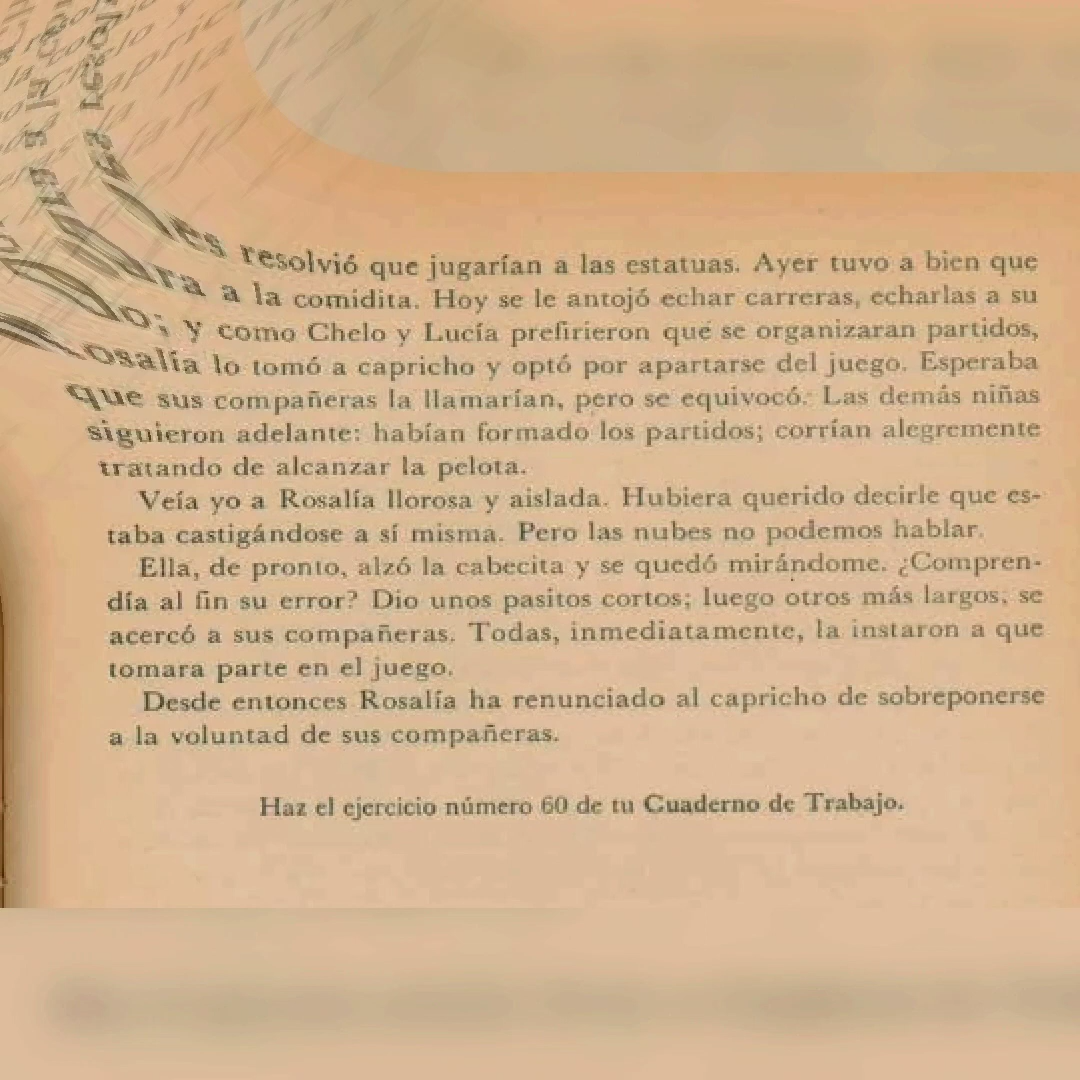 resolvió que jugarían a las estatuas. Ayer tuvo a bien que
a la comidita. Hoy se le antojó echar carreras, echarlas a su
y como Chelo y Lucía prefirieron que se organizaran partidos,
Rosalía lo tomó a capricho y optó por apartarse del juego. Esperaba
que sus compañeras la llamarían, pero se equivocó. Las demás niñas
siguieron adelante: habían formado los partidos; corrían alegremente
tratando de alcanzar la pelota.
Veía yo a Rosalía llorosa y aislada. Hubiera querido decirle que es-
taba castigándose a sí misma. Pero las nubes no podemos hablar.
Ella, de pronto, alzó la cabecita y se quedó mirándome. ¿Compren-
día al fin su error? Dio unos pasitos cortos; luego otros más largos; se
acercó a sus compañeras. Todas, inmediatamente, la instaron a que
tomara parte en el juego.
Desde entonces Rosalía ha renunciado al capricho de sobreponerse
a la voluntad de sus compañeras.
Haz el ejercicio número 60 de tu Cuaderno de Trabajo.